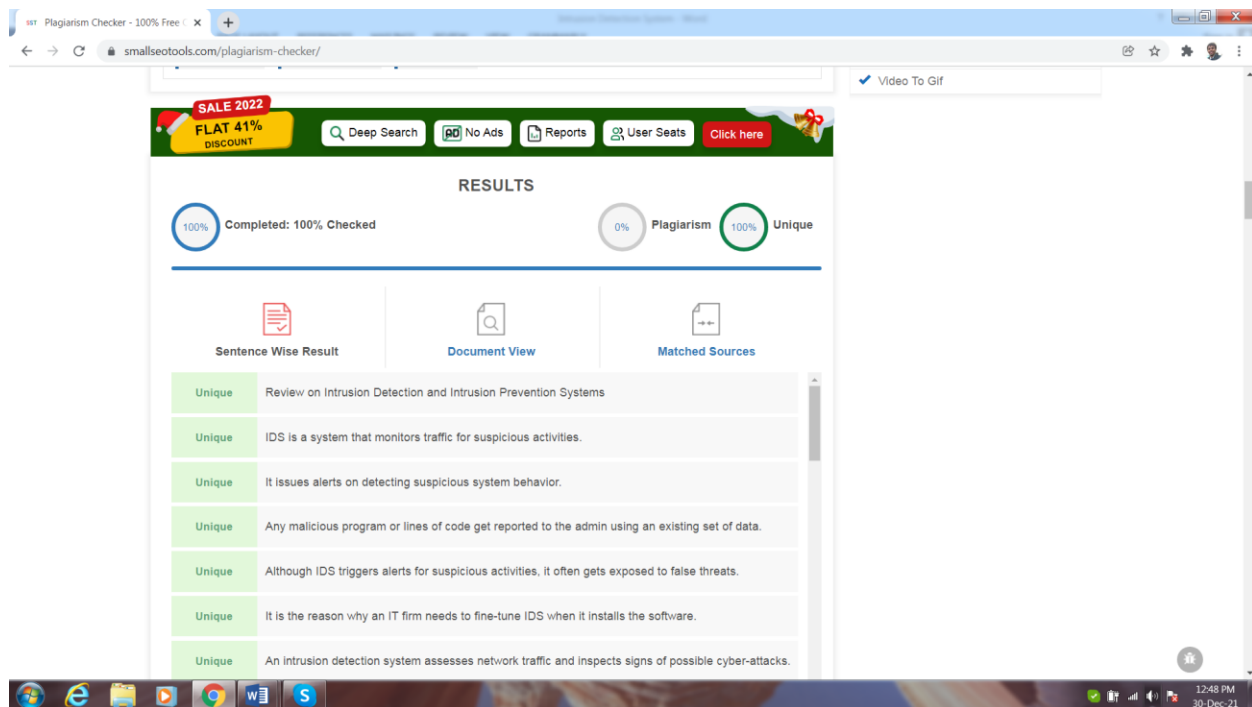 SST Plagiarism Checker - 100% Free
Intrusion Detection System - Word
smallseotools.com/plagiarism-checker/
Video To Gif
SALE 2022
FLAT 41%
DISCOUNT
Deep Search
AD No Ads
Reports
User Seats
Click here
RESULTS
100% Completed: 100% Checked
0% Plagiarism 100% Unique
Sentence Wise Result
Document View
Matched Sources
Unique Review on Intrusion Detection and Intrusion Prevention Systems
Unique IDS is a system that monitors traffic for suspicious activities.
Unique It issues alerts on detecting suspicious system behavior.
Unique Any malicious program or lines of code get reported to the admin using an existing set of data.
Unique Although IDS triggers alerts for suspicious activities, it often gets exposed to false threats.
Unique It is the reason why an IT firm needs to fine-tune IDS when it installs the software.
Unique An intrusion detection system assesses network traffic and inspects signs of possible cyber-attacks.
12:48 PM
30-Dec-21